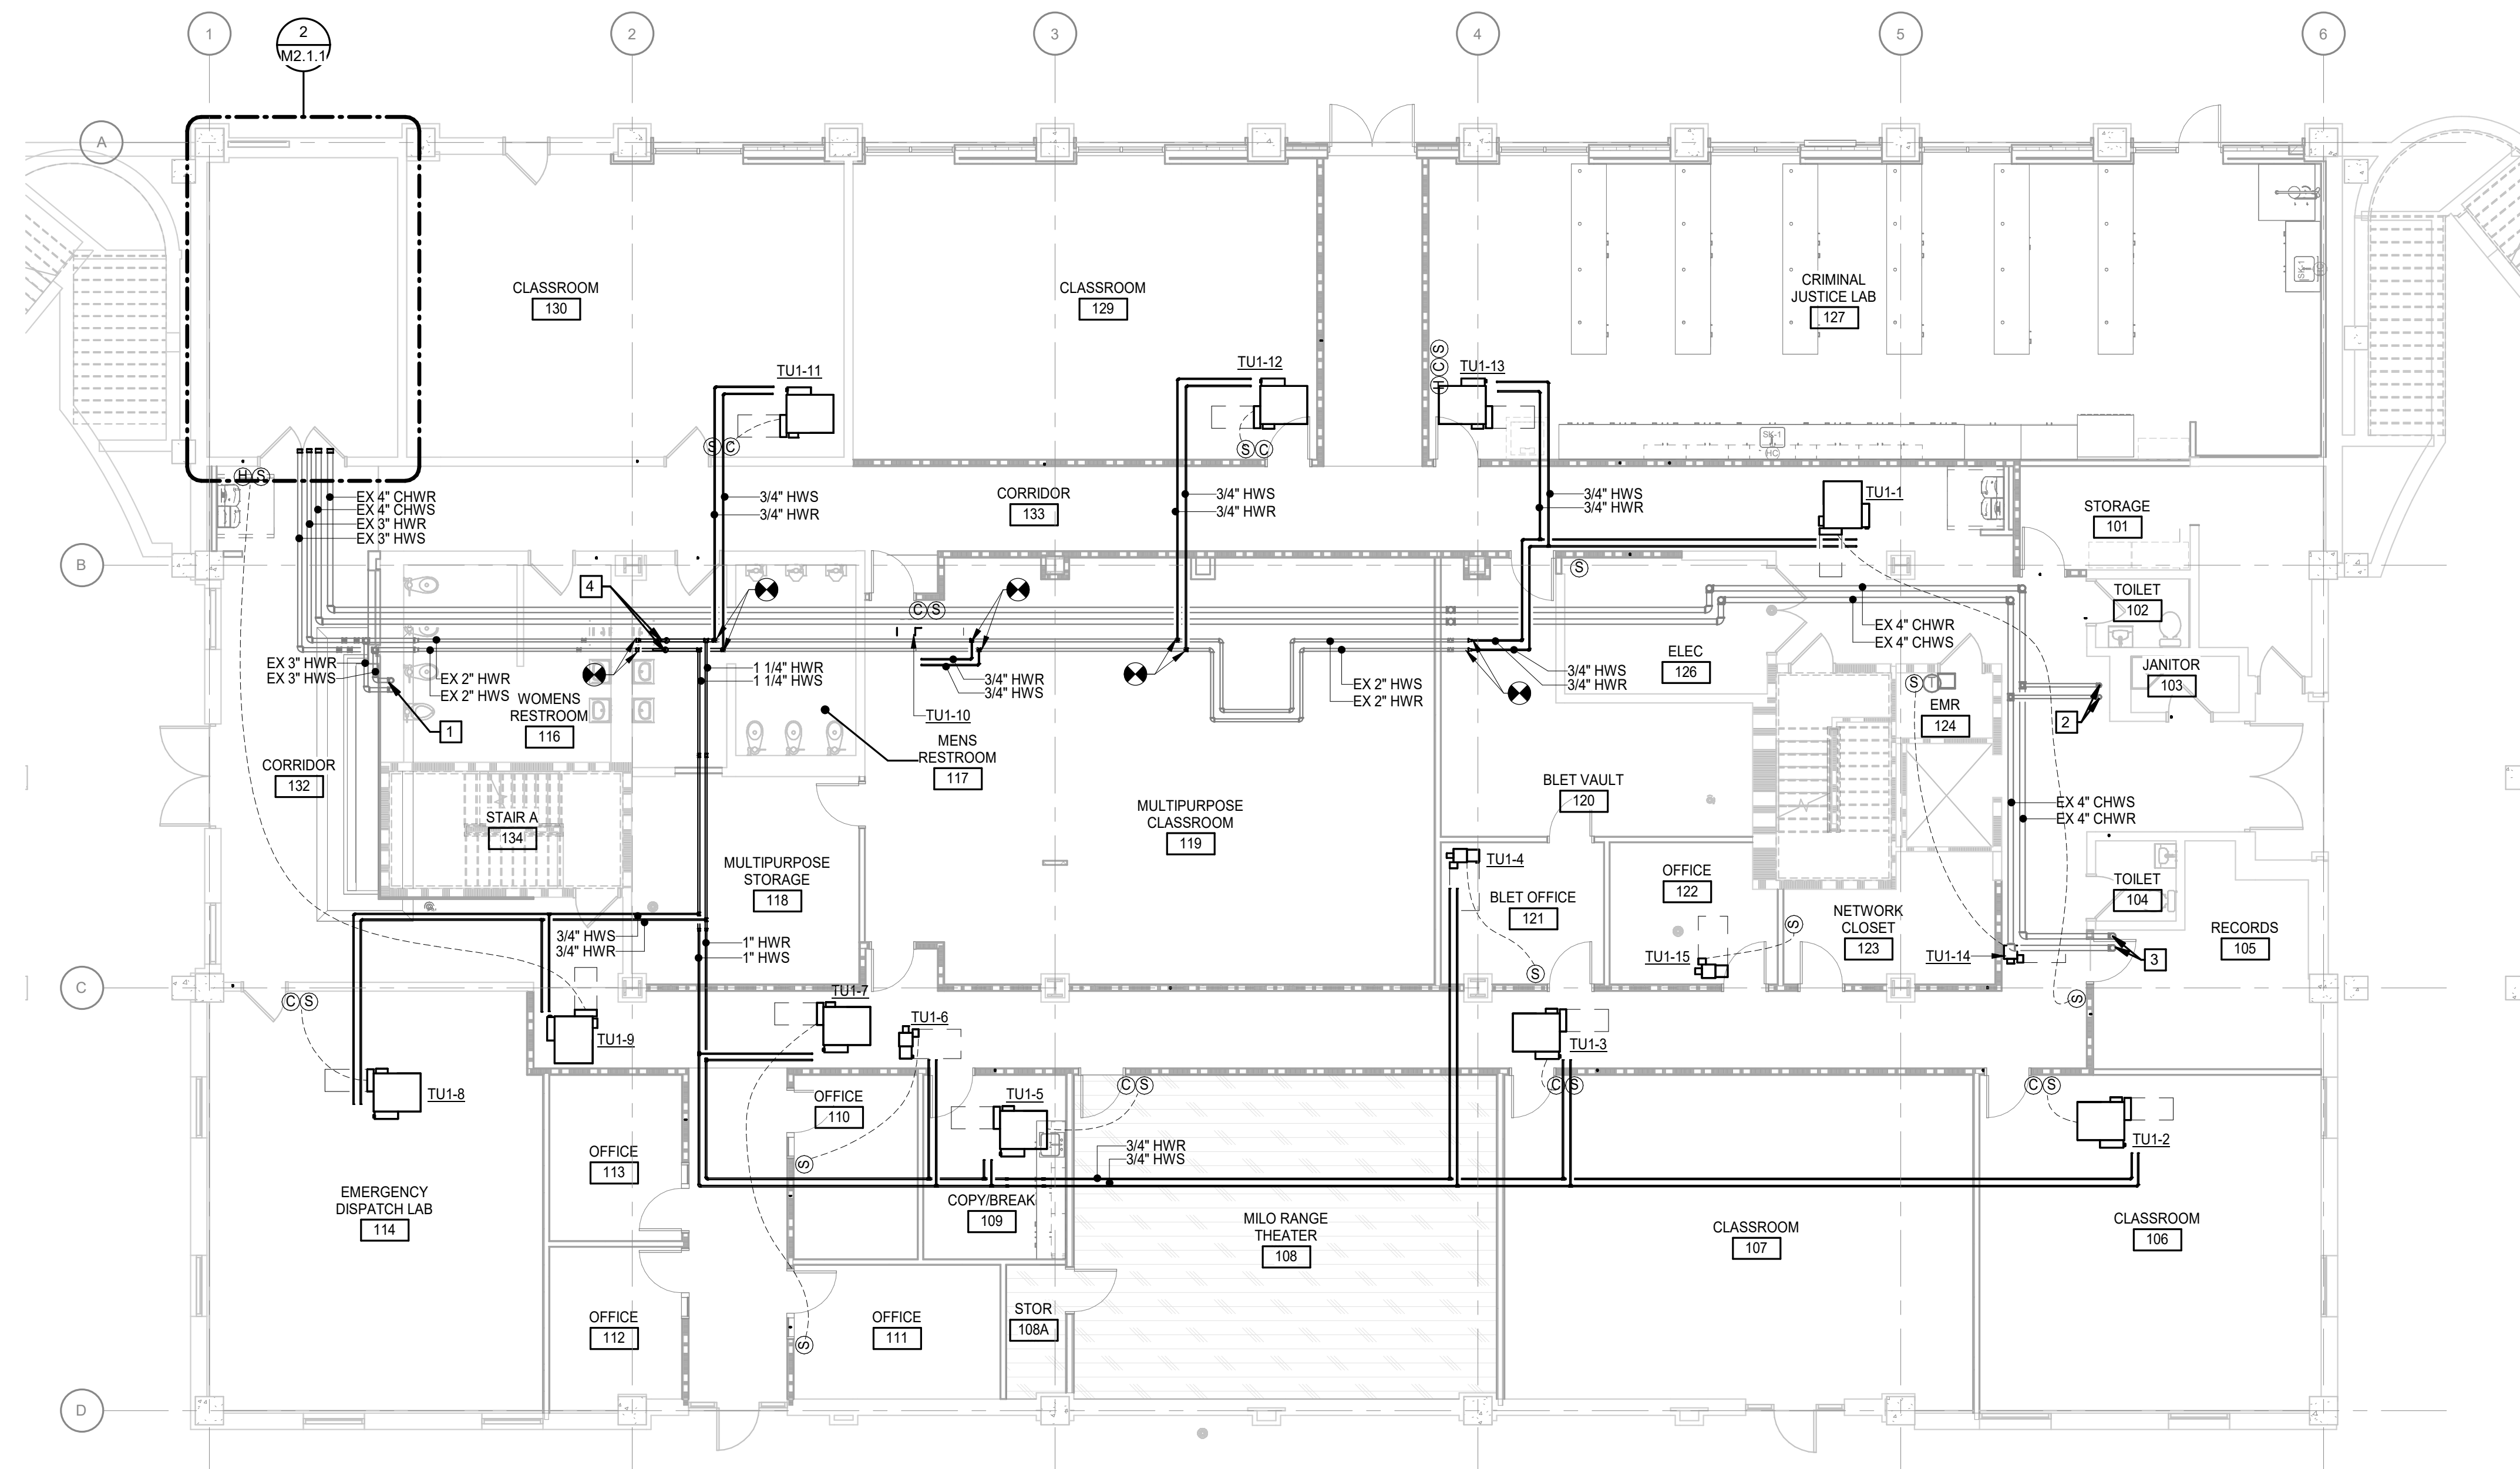 1
2
3
4
5
6
2
M2.1.1
A
B
C
D
CLASSROOM
130
CLASSROOM
129
CRIMINAL
JUSTICE LAB
127
SK-1
SK-1
(HC)
TU1-11
TU1-12
TU1-13
S
C
T
S C
S C
H S
EX 4" CHWR
EX 4" CHWS
EX 3" HWR
EX 3" HWS
3/4" HWS
3/4" HWR
CORRIDOR
133
3/4" HWS
3/4" HWR
3/4" HWS
3/4" HWR
TU1-1
STORAGE
101
4
C S
S
TOILET
102
EX 4" CHWR
EX 4" CHWS
EX 3" HWR
EX 3" HWS
EX 2" HWR
EX 2" HWS
1 1/4" HWR
1 1/4" HWS
3/4" HWR
3/4" HWS
EX 2" HWS
EX 2" HWR
3/4" HWS
3/4" HWR
ELEC
126
JANITOR
103
S T
WOMENS
RESTROOM
116
TU1-10
1
2
EMR
124
MENS
RESTROOM
117
CORRIDOR
132
STAIR A
134
MULTIPURPOSE
CLASSROOM
119
BLET VAULT
120
EX 4" CHWS
EX 4" CHWR
MULTIPURPOSE
STORAGE
118
TU1-4
BLET OFFICE
121
OFFICE
122
TOILET
104
NETWORK
CLOSET
123
RECORDS
105
3/4" HWS
3/4" HWR
1" HWR
1" HWS
S
S
TU1-15
TU1-14
3
C S
TU1-7
TU1-6
S
TU1-9
TU1-3
TU1-8
C S
C S
C S
TU1-5
OFFICE
110
TU1-2
OFFICE
113
S
3/4" HWR
3/4" HWS
EMERGENCY
DISPATCH LAB
114
COPY/BREAK
109
MILO RANGE
THEATER
108
CLASSROOM
107
CLASSROOM
106
OFFICE
112
S
OFFICE
111
STOR
108A